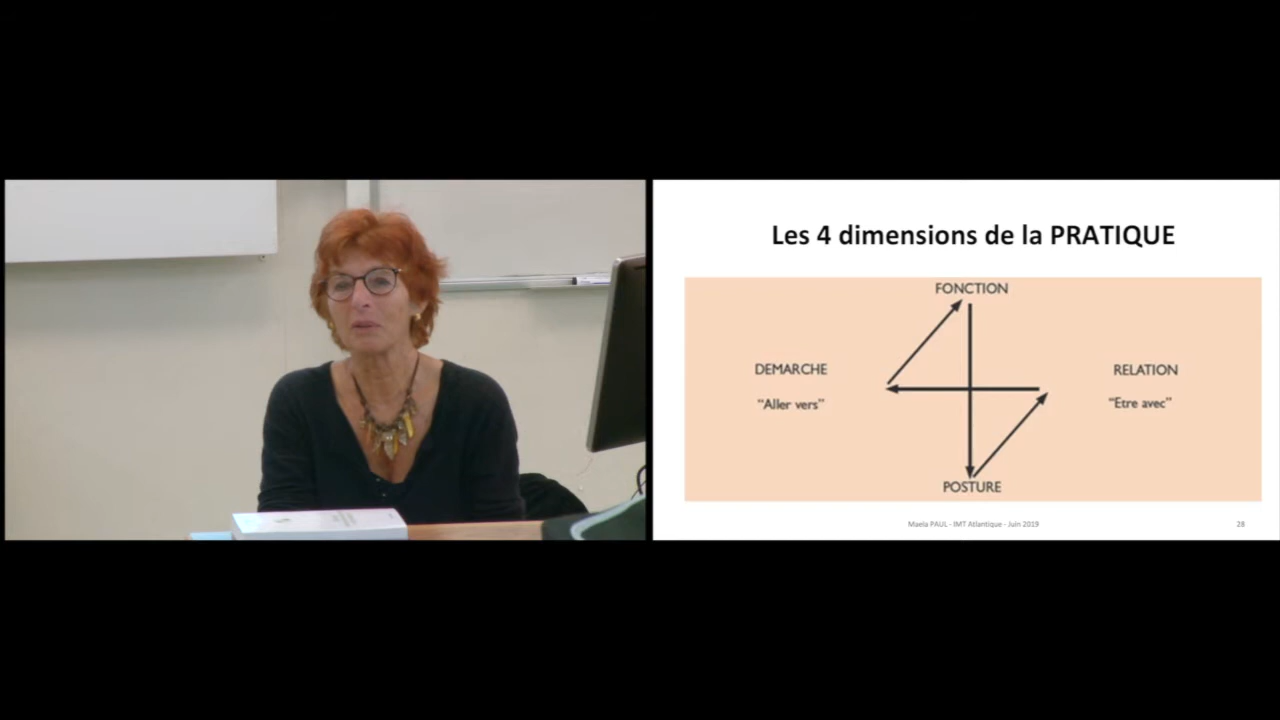 Les 4 dimensions de la PRATIQUE
FONCTION
DEMARCHE
RELATION
“Aller vers”
“Etre avec”
POSTURE
Maela PAUL - IMT Atlantique - Juin 2019
28